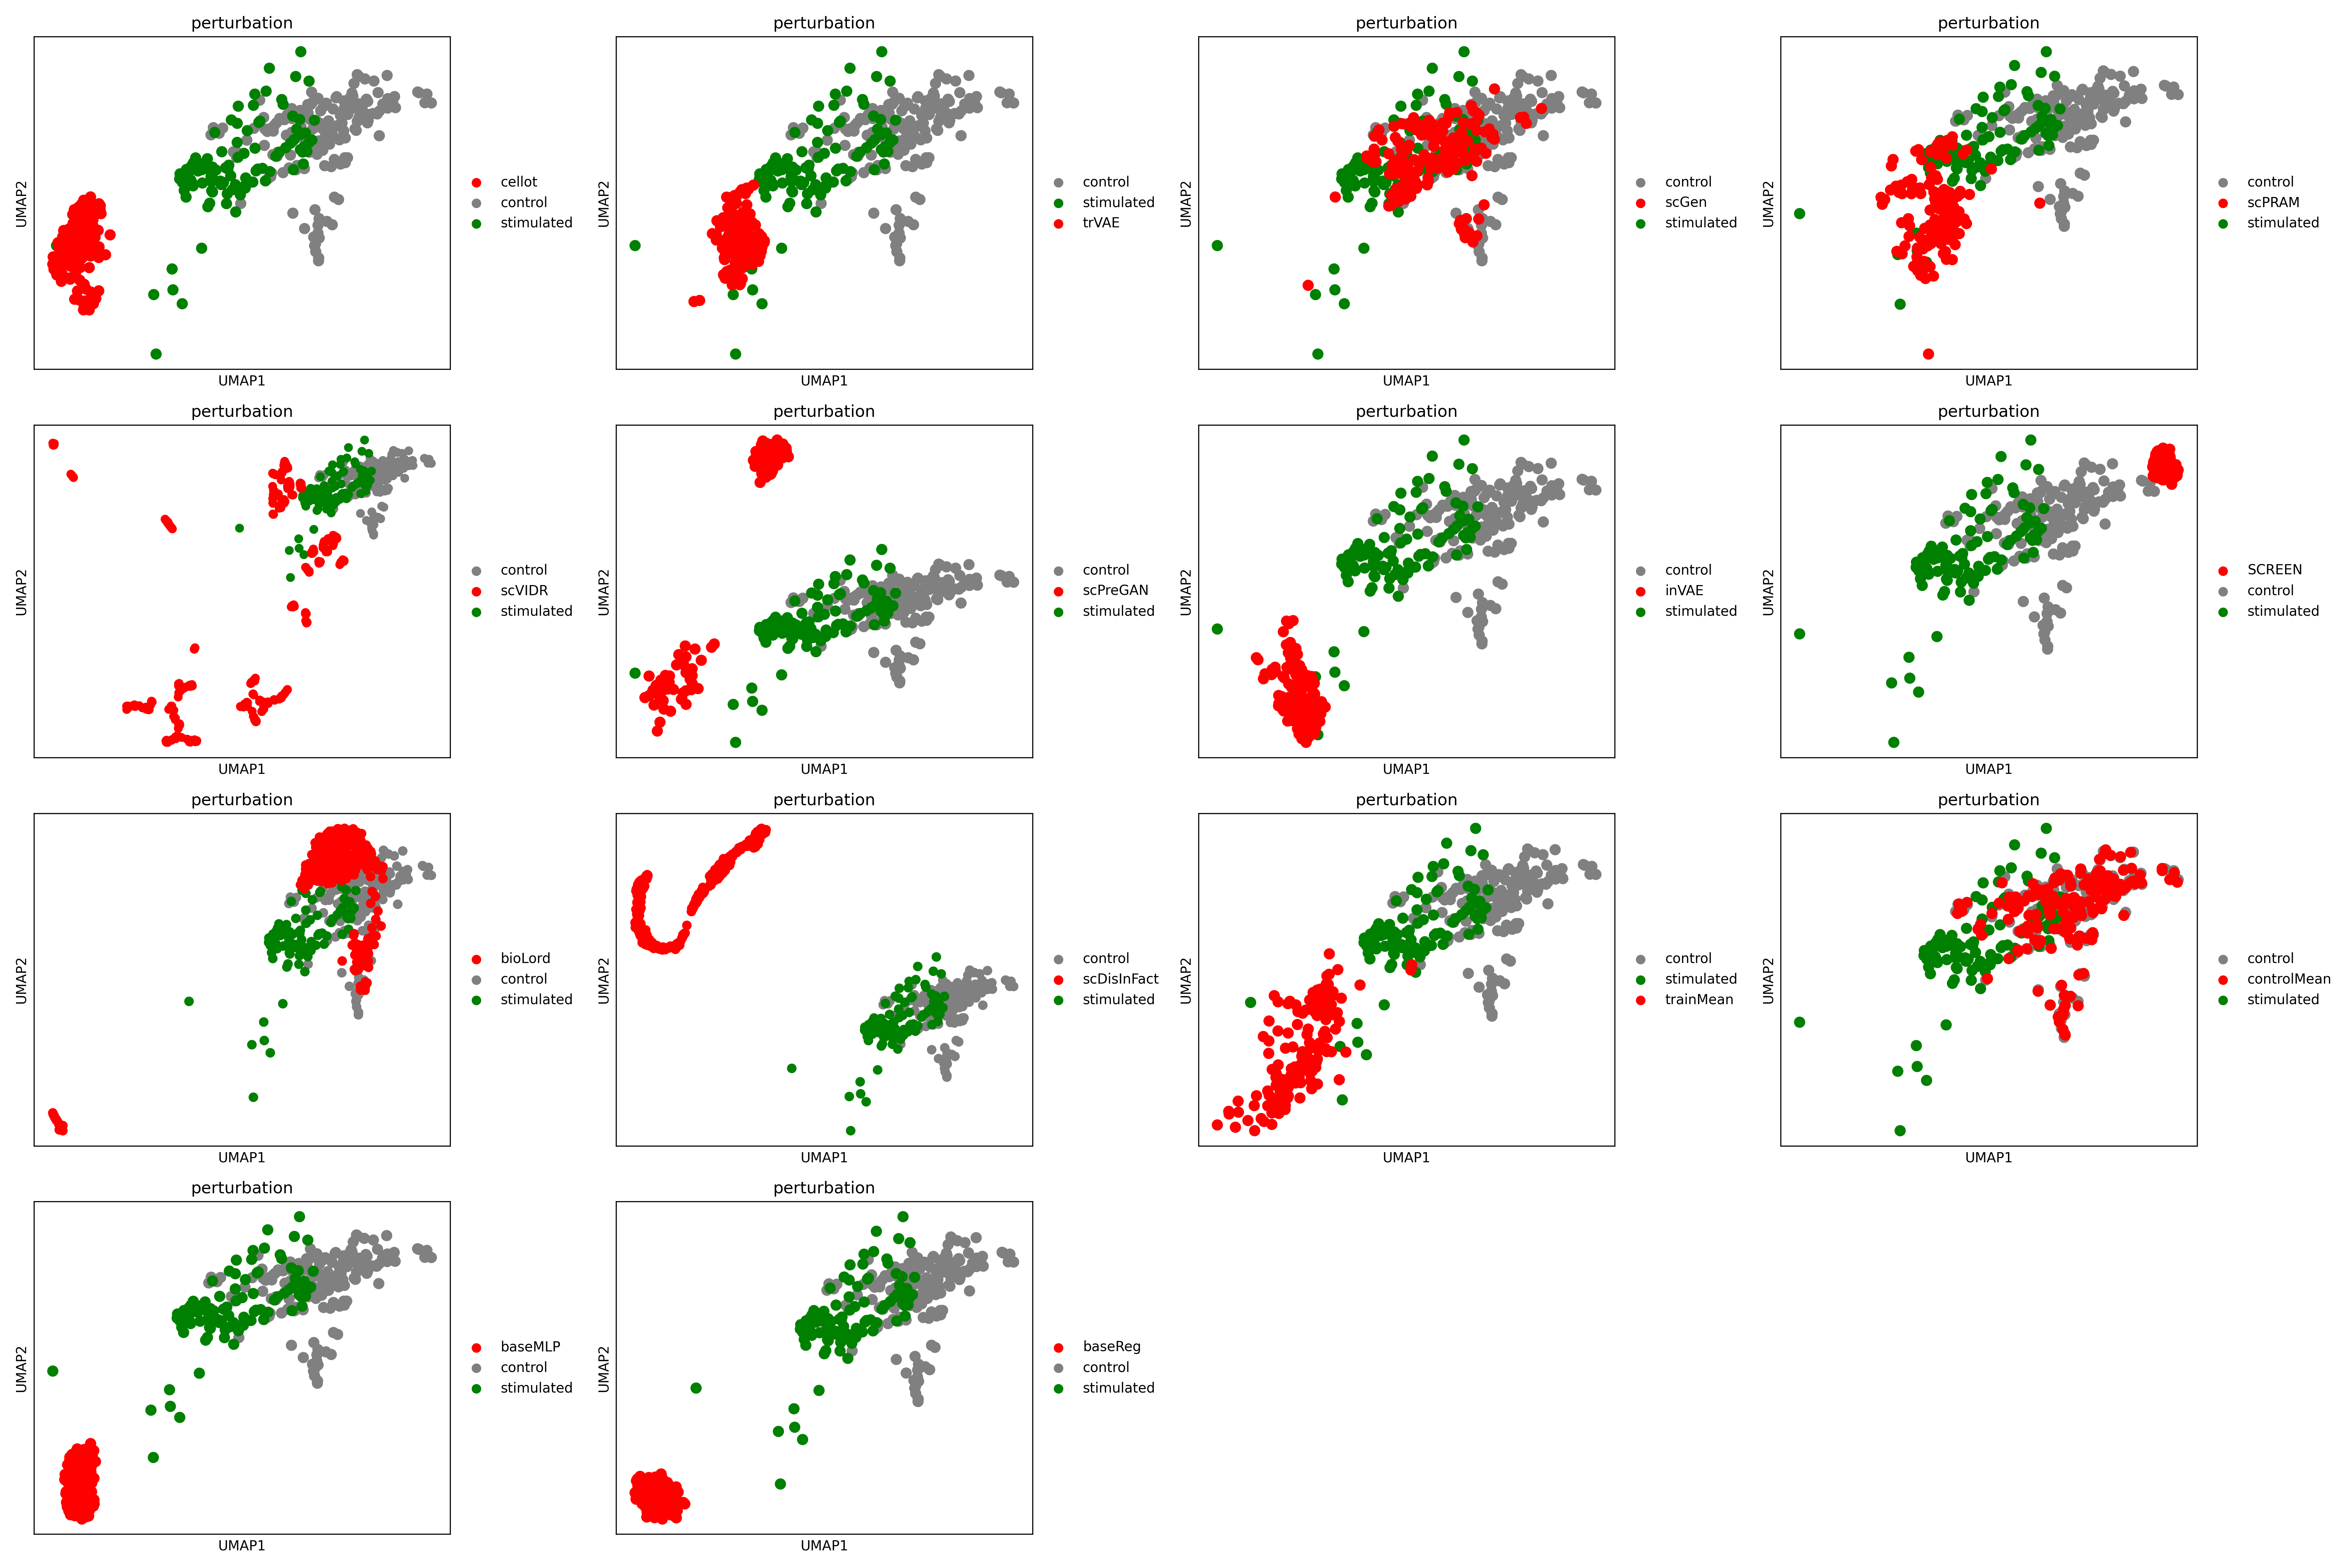 perturbation
UMAP2
cellot
control
stimulated
UMAP1
perturbation
UMAP2
control
stimulated
trVAE
UMAP1
perturbation
UMAP2
control
scGen
stimulated
UMAP1
perturbation
UMAP2
control
scPRAM
stimulated
UMAP1
perturbation
UMAP2
control
scVIDR
stimulated
UMAP1
perturbation
UMAP2
control
scPreGAN
stimulated
UMAP1
perturbation
UMAP2
control
inVAE
stimulated
UMAP1
perturbation
UMAP2
SCREEN
control
stimulated
UMAP1
perturbation
UMAP2
bioLord
control
stimulated
UMAP1
perturbation
UMAP2
control
scDisInFact
stimulated
UMAP1
perturbation
UMAP2
control
stimulated
trainMean
UMAP1
perturbation
UMAP2
control
controlMean
stimulated
UMAP1
perturbation
UMAP2
baseMLP
control
stimulated
UMAP1
perturbation
UMAP2
baseReg
control
stimulated
UMAP1